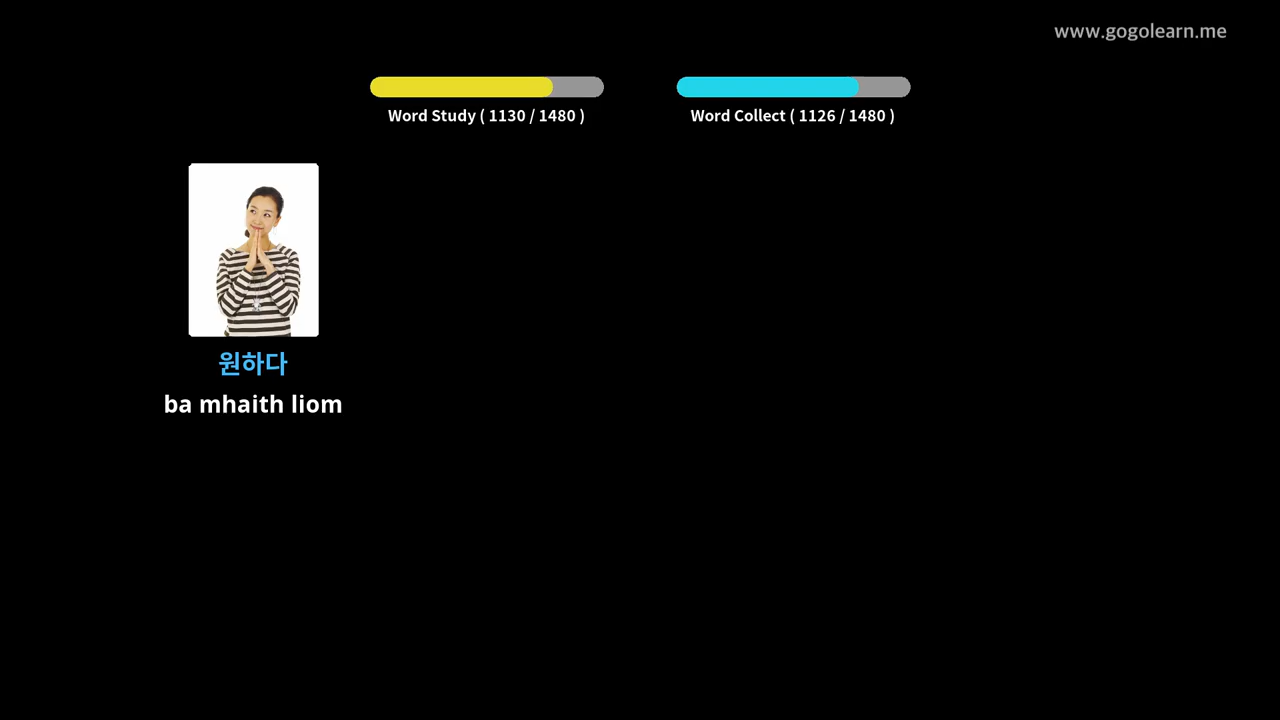 www.gogolearn.me
Word Study ( 1130 / 1480 )
Word Collect ( 1126 / 1480 )
원하다
ba mhaith liom